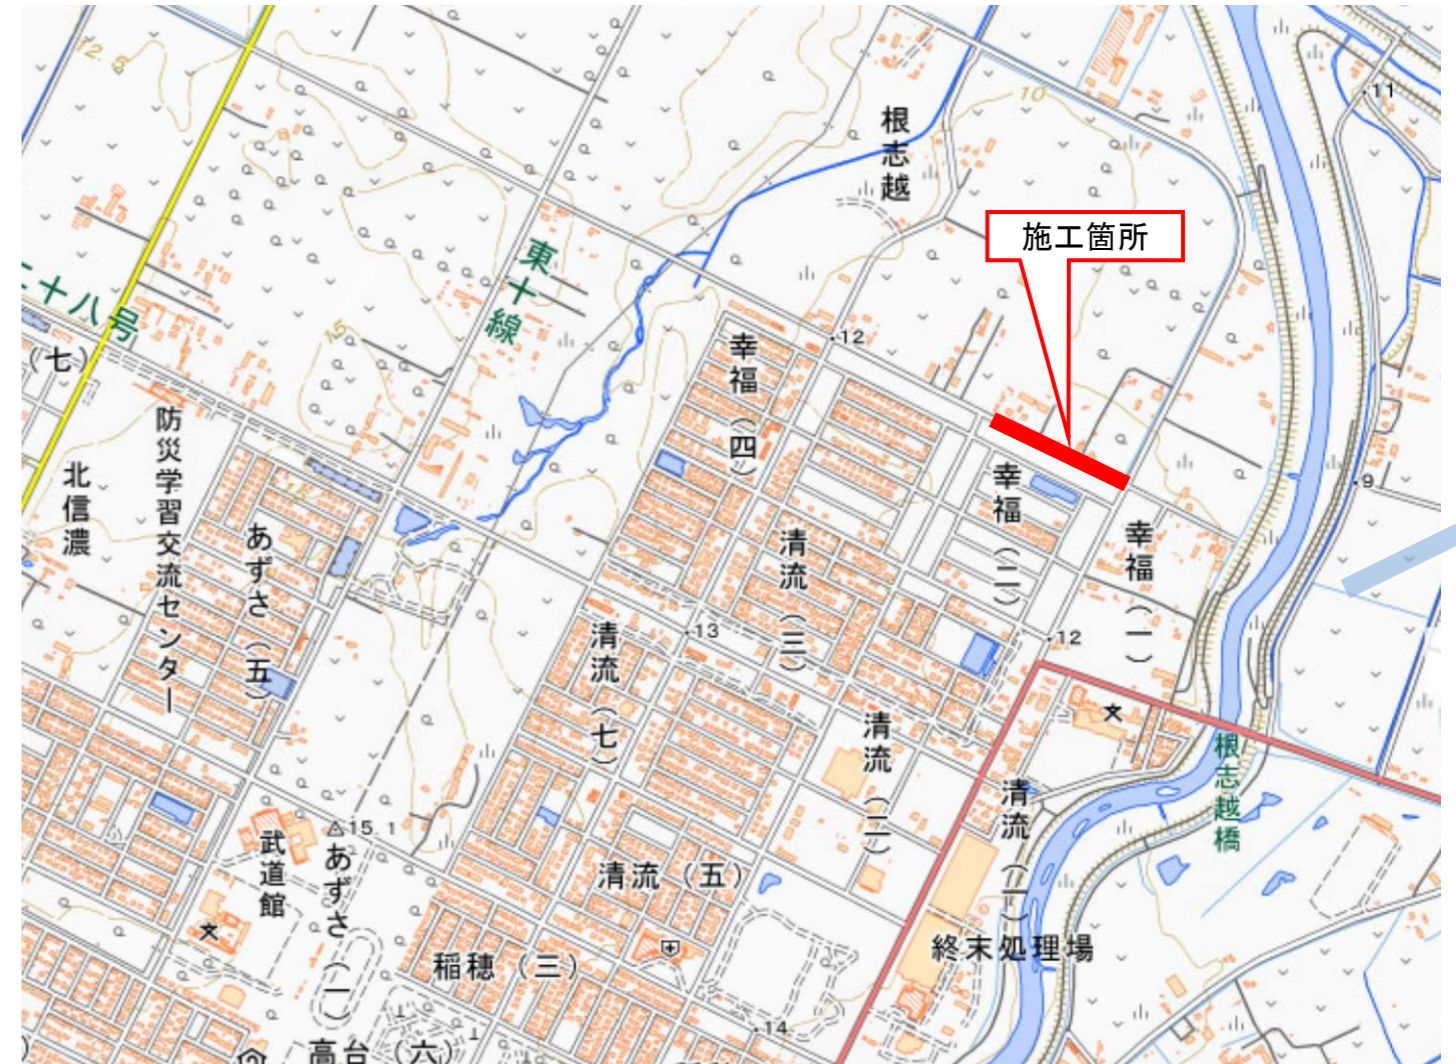 12.5
根志越
10
11
施工箇所
東十線
二十八号
15
(七)
12
幸福(四)
防災学習交流センター
北信濃
あずさ(五)
幸福(二)
9
清流(三)
幸福(一)
清流(七)
13
12
清流(二)
根志越橋
清流(一)
15.1
武道館
あずさ(一)
清流(五)
終末処理場
稲穂(三)
14
高台(六)